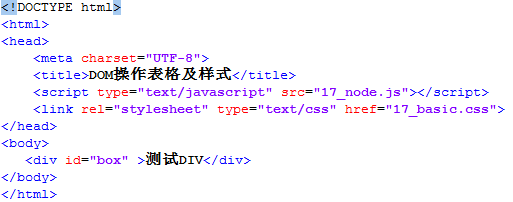 <!DOCTYPE html>
<html>
<head>
    <meta charset="UTF-8">
    <title>DOM操作表格及样式</title>
    <script type="text/javascript" src="17_node.js"></script>
    <link rel="stylesheet" type="text/css" href="17_basic.css">
</head>
<body>
   <div id="box" >测试DIV</div>
</body>
</html>